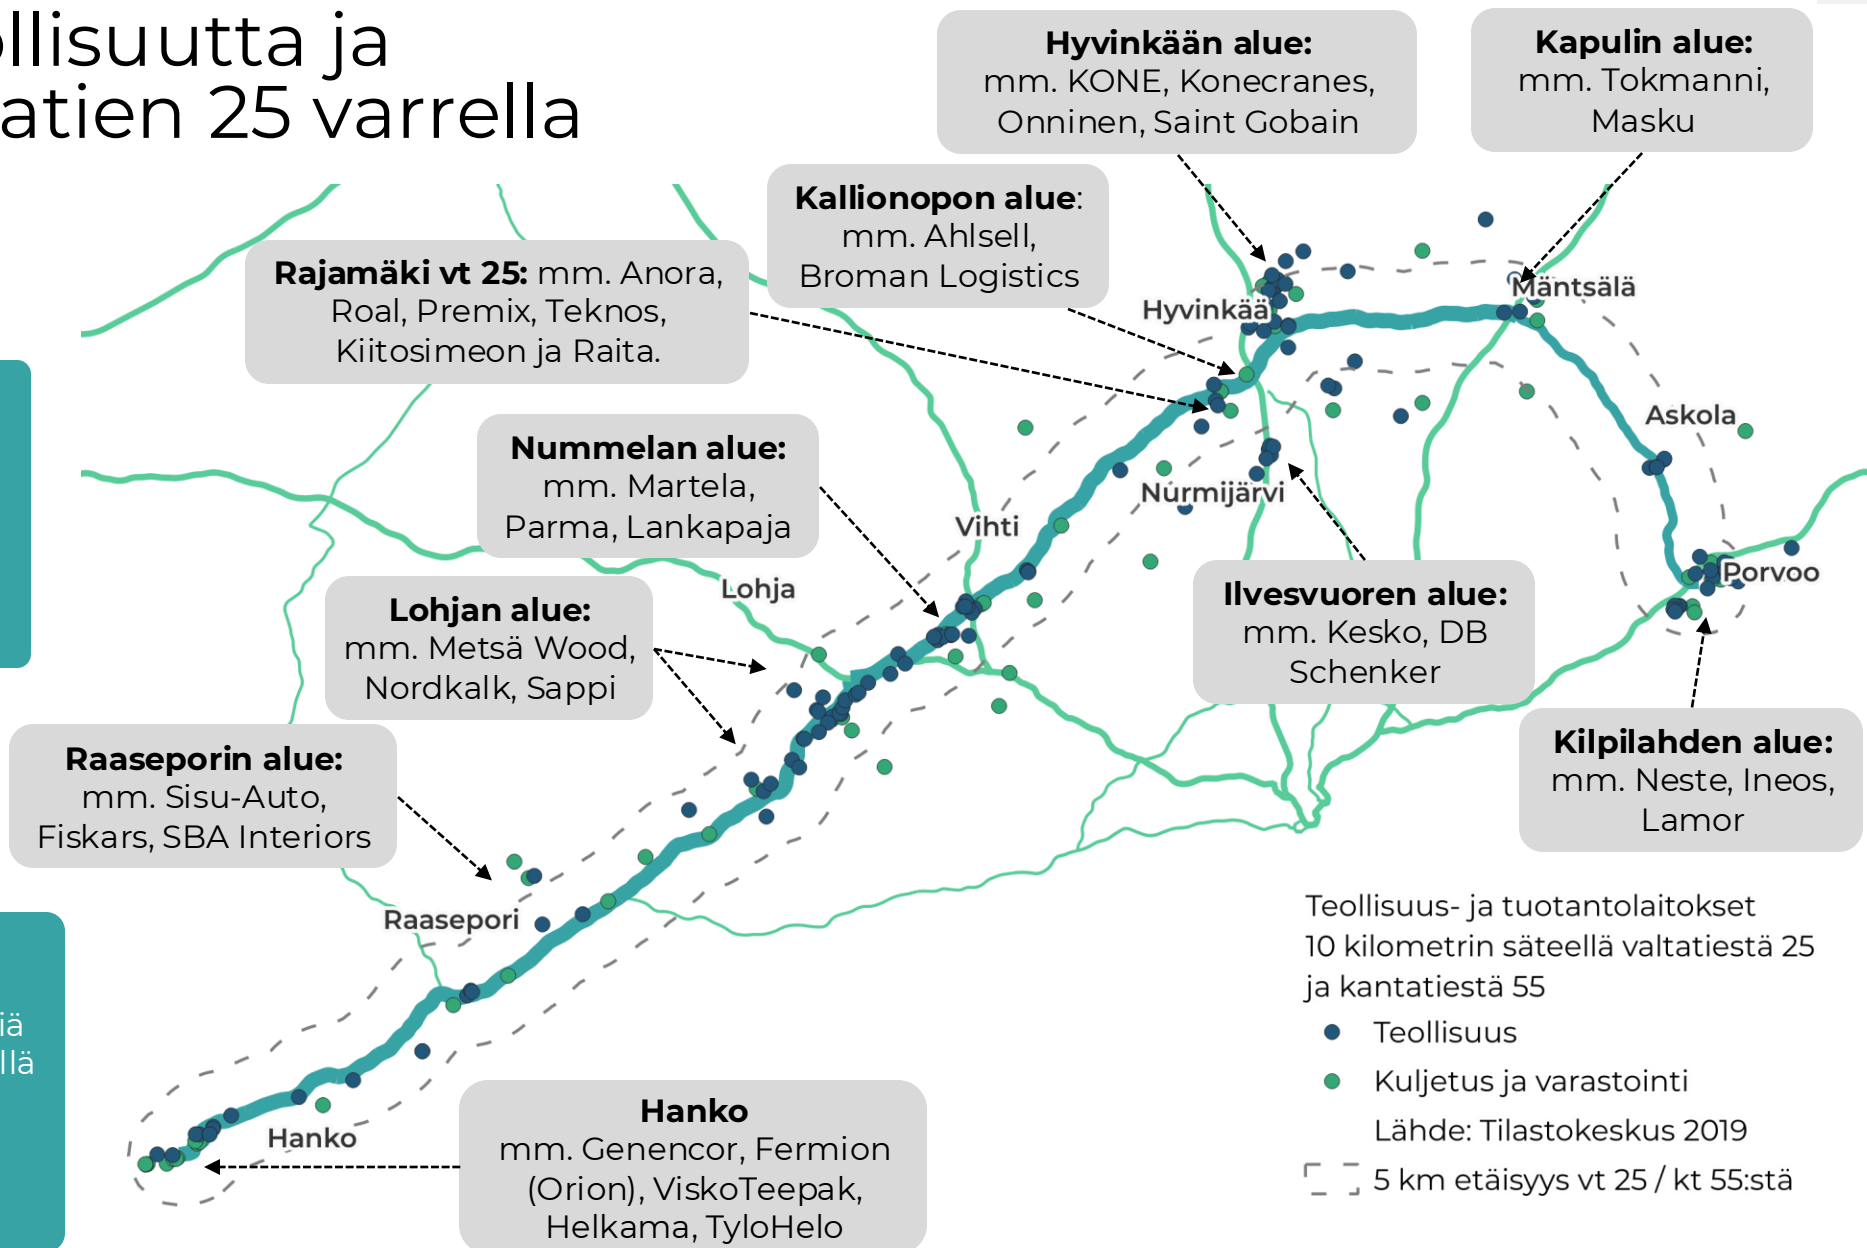 ollisuutta ja
atien 25 varrella
Hyvinkään alue:
mm. KONE, Konecranes,
Onninen, Saint Gobain
Kapulin alue:
mm. Tokmanni,
Masku
Kallionopon alue:
mm. Ahlsell,
Broman Logistics
Rajamäki vt 25: mm. Anora,
Roal, Premix, Teknos,
Kiitosimeon ja Raita.
Hyvinkää
Mäntsälä
Askola
Nummelan alue:
mm. Martela,
Parma, Lankapaja
Nurmijärvi
Vihti
Porvoo
Lohja
Lohjan alue:
mm. Metsä Wood,
Nordkalk, Sappi
Ilvesvuoren alue:
mm. Kesko, DB
Schenker
Raaseporin alue:
mm. Sisu-Auto,
Fiskars, SBA Interiors
Kilpilahden alue:
mm. Neste, Ineos,
Lamor
Raasepori
iä
llä
Hanko
Hanko
mm. Genencor, Fermion
(Orion), ViskoTeepak,
Helkama, TyloHelo
Teollisuus- ja tuotantolaitokset
10 kilometrin säteellä valtatiestä 25
ja kantatiestä 55
Teollisuus
Kuljetus ja varastointi
Lähde: Tilastokeskus 2019
5 km etäisyys vt 25 / kt 55:stä